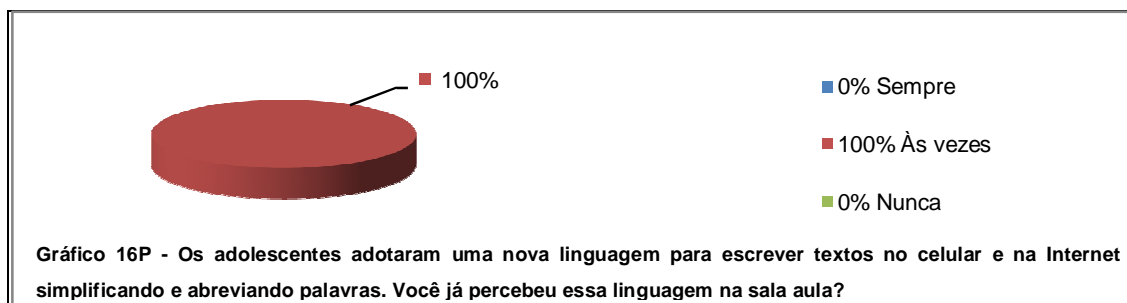 100%
0% Sempre
100% Às vezes
0% Nunca
Gráfico 16P - Os adolescentes adotaram uma nova linguagem para escrever textos no celular e na Internet
simplificando e abreviando palavras. Você já percebeu essa linguagem na sala aula?